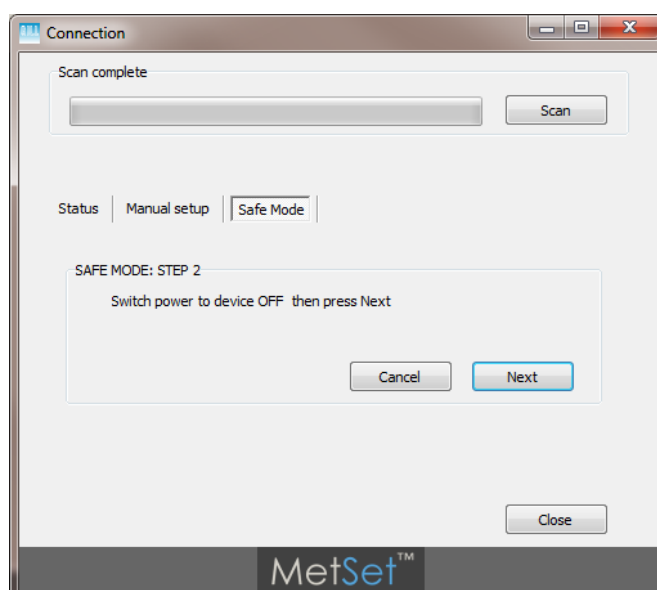 Connection
Scan complete
Scan
Status Manual setup Safe Mode
SAFE MODE: STEP 2
Switch power to device OFF then press Next
Cancel Next
Close
MetSet™